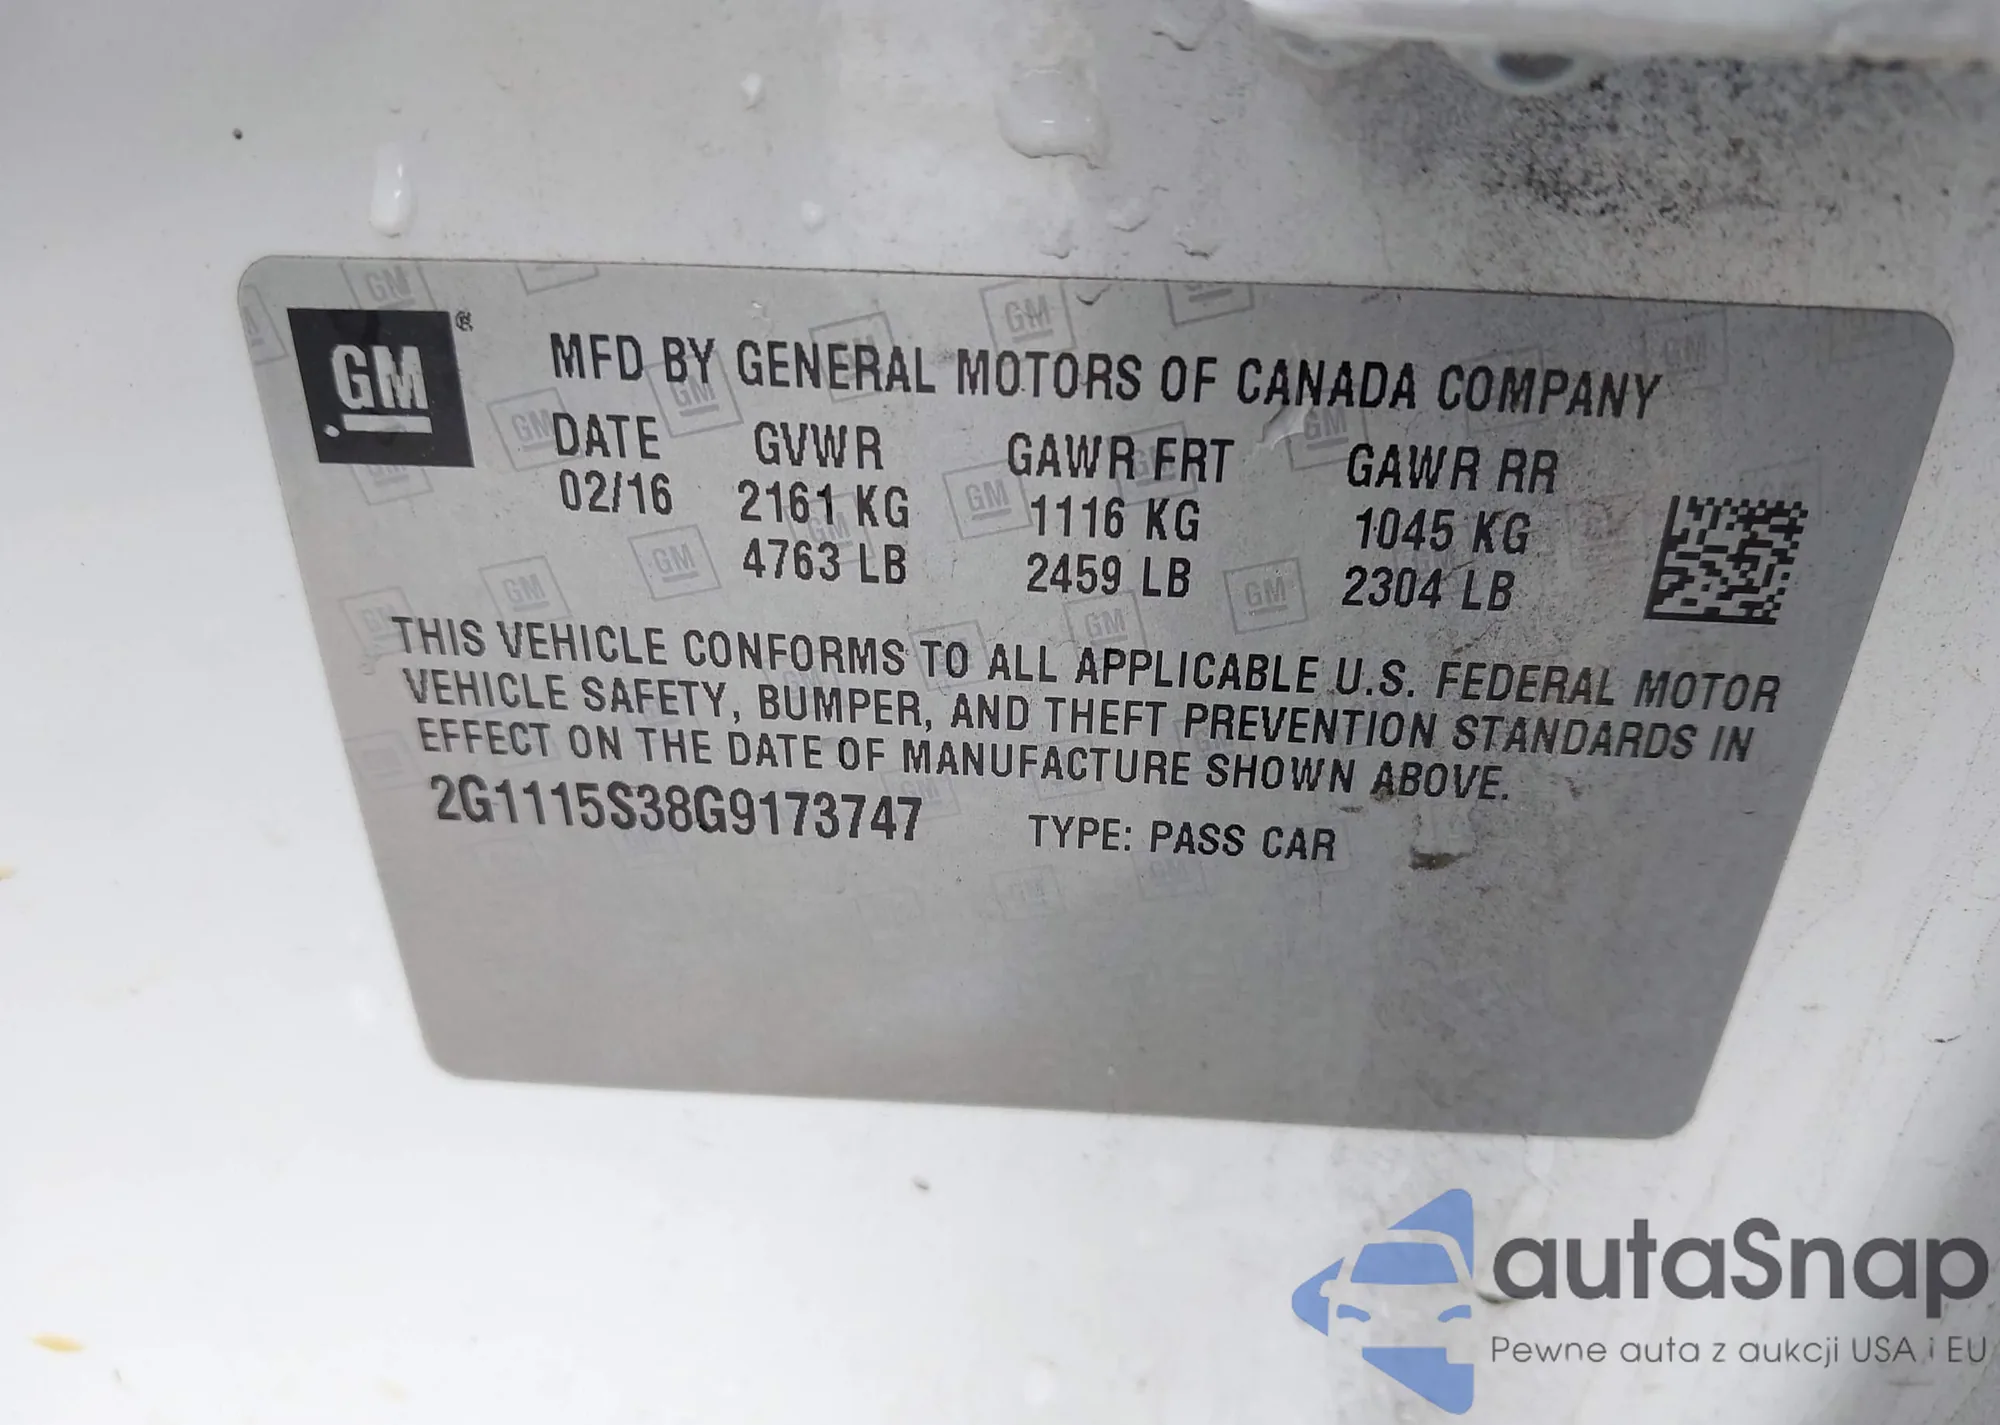 GM®
MFD BY GENERAL MOTORS OF CANADA COMPANY
DATE GVWR GAWR FRT GAWR RR
02/16 2161 KG 1116 KG 1045 KG
4763 LB 2459 LB 2304 LB
THIS VEHICLE CONFORMS TO ALL APPLICABLE U.S. FEDERAL MOTOR
VEHICLE SAFETY, BUMPER, AND THEFT PREVENTION STANDARDS IN
EFFECT ON THE DATE OF MANUFACTURE SHOWN ABOVE.
2G1115S38G9173747 TYPE: PASS CAR
autaSnap
Pewne auta z aukcji USA i EU